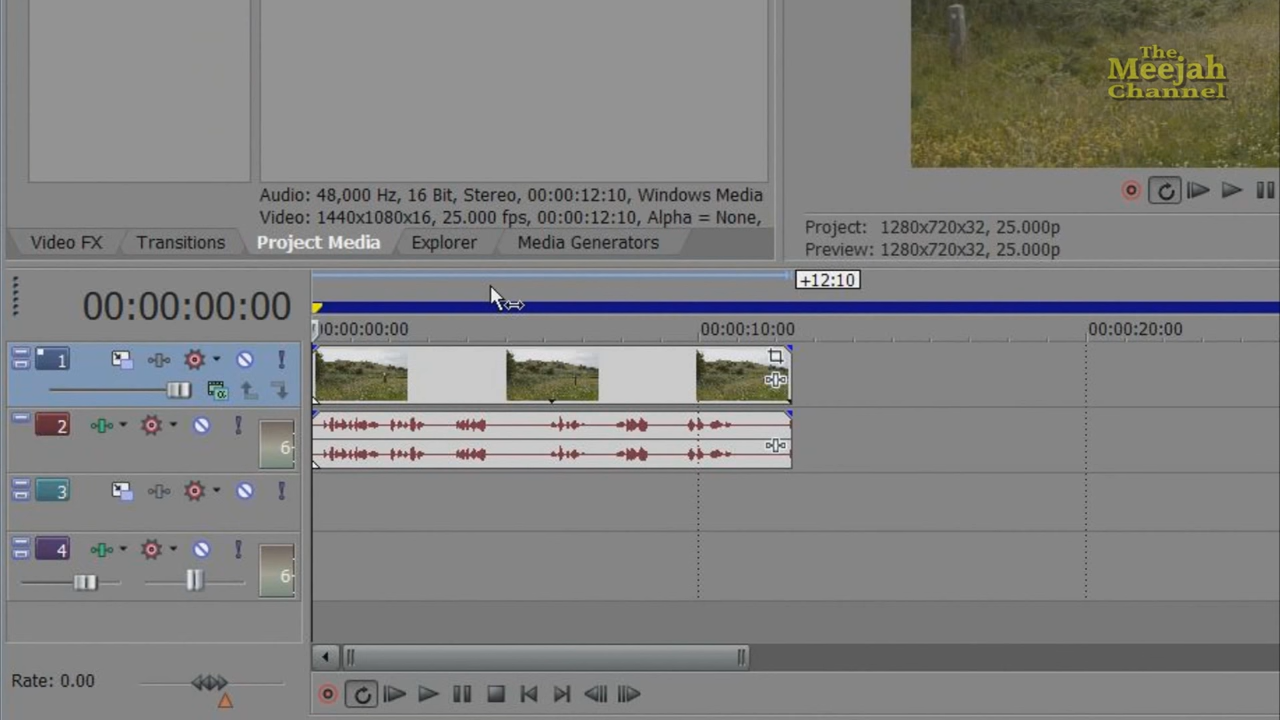 The
Meejah
Channel
Audio: 48,000 Hz, 16 Bit, Stereo, 00:00:12:10, Windows Media
Video: 1440x1080x16, 25.000 fps, 00:00:12:10, Alpha = None,
Video FX
Transitions
Project Media
Explorer
Media Generators
Project: 1280x720x32, 25.000p
Preview: 1280x720x32, 25.000p
+12:10
00:00:00:00
00:00:00:00
00:00:10:00
00:00:20:00
1
2
6
3
4
6
Rate: 0.00